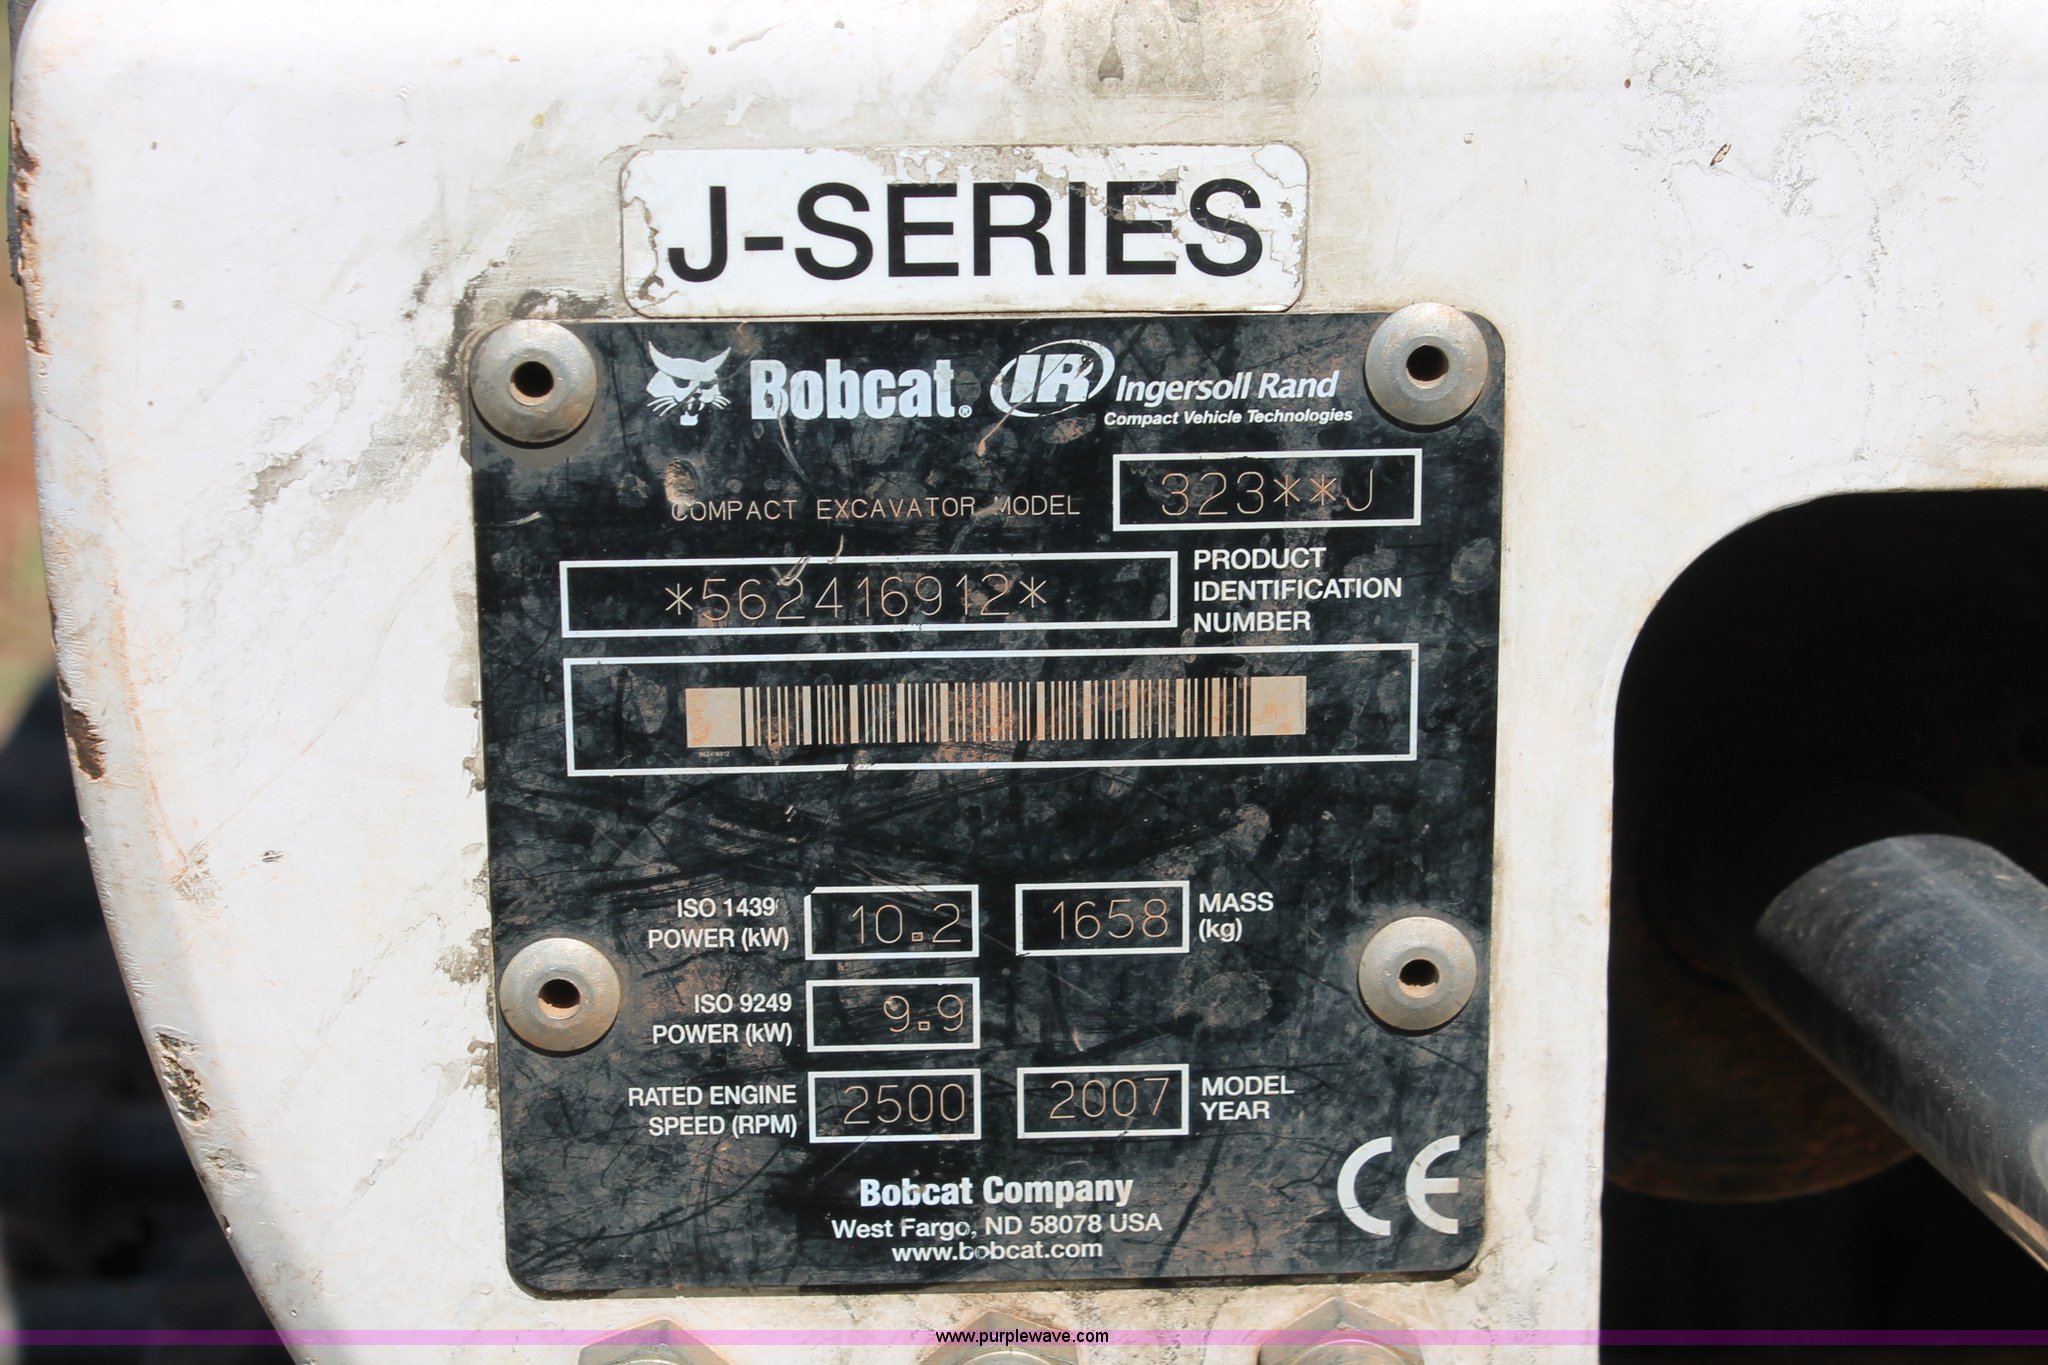 J-SERIES
Bobcat® IR Ingersoll Rand
Compact Vehicle Technologies
COMPACT EXCAVATOR MODEL 323**J
*562416912* PRODUCT
IDENTIFICATION
NUMBER
562416912
ISO 1439 10.2 1658 MASS
POWER (kW) (kg)
ISO 9249 9.9
POWER (kW)
RATED ENGINE 2500 2007 MODEL
SPEED (RPM) YEAR
CE
Bobcat Company
West Fargo, ND 58078 USA
www.bobcat.com
www.purplewave.com